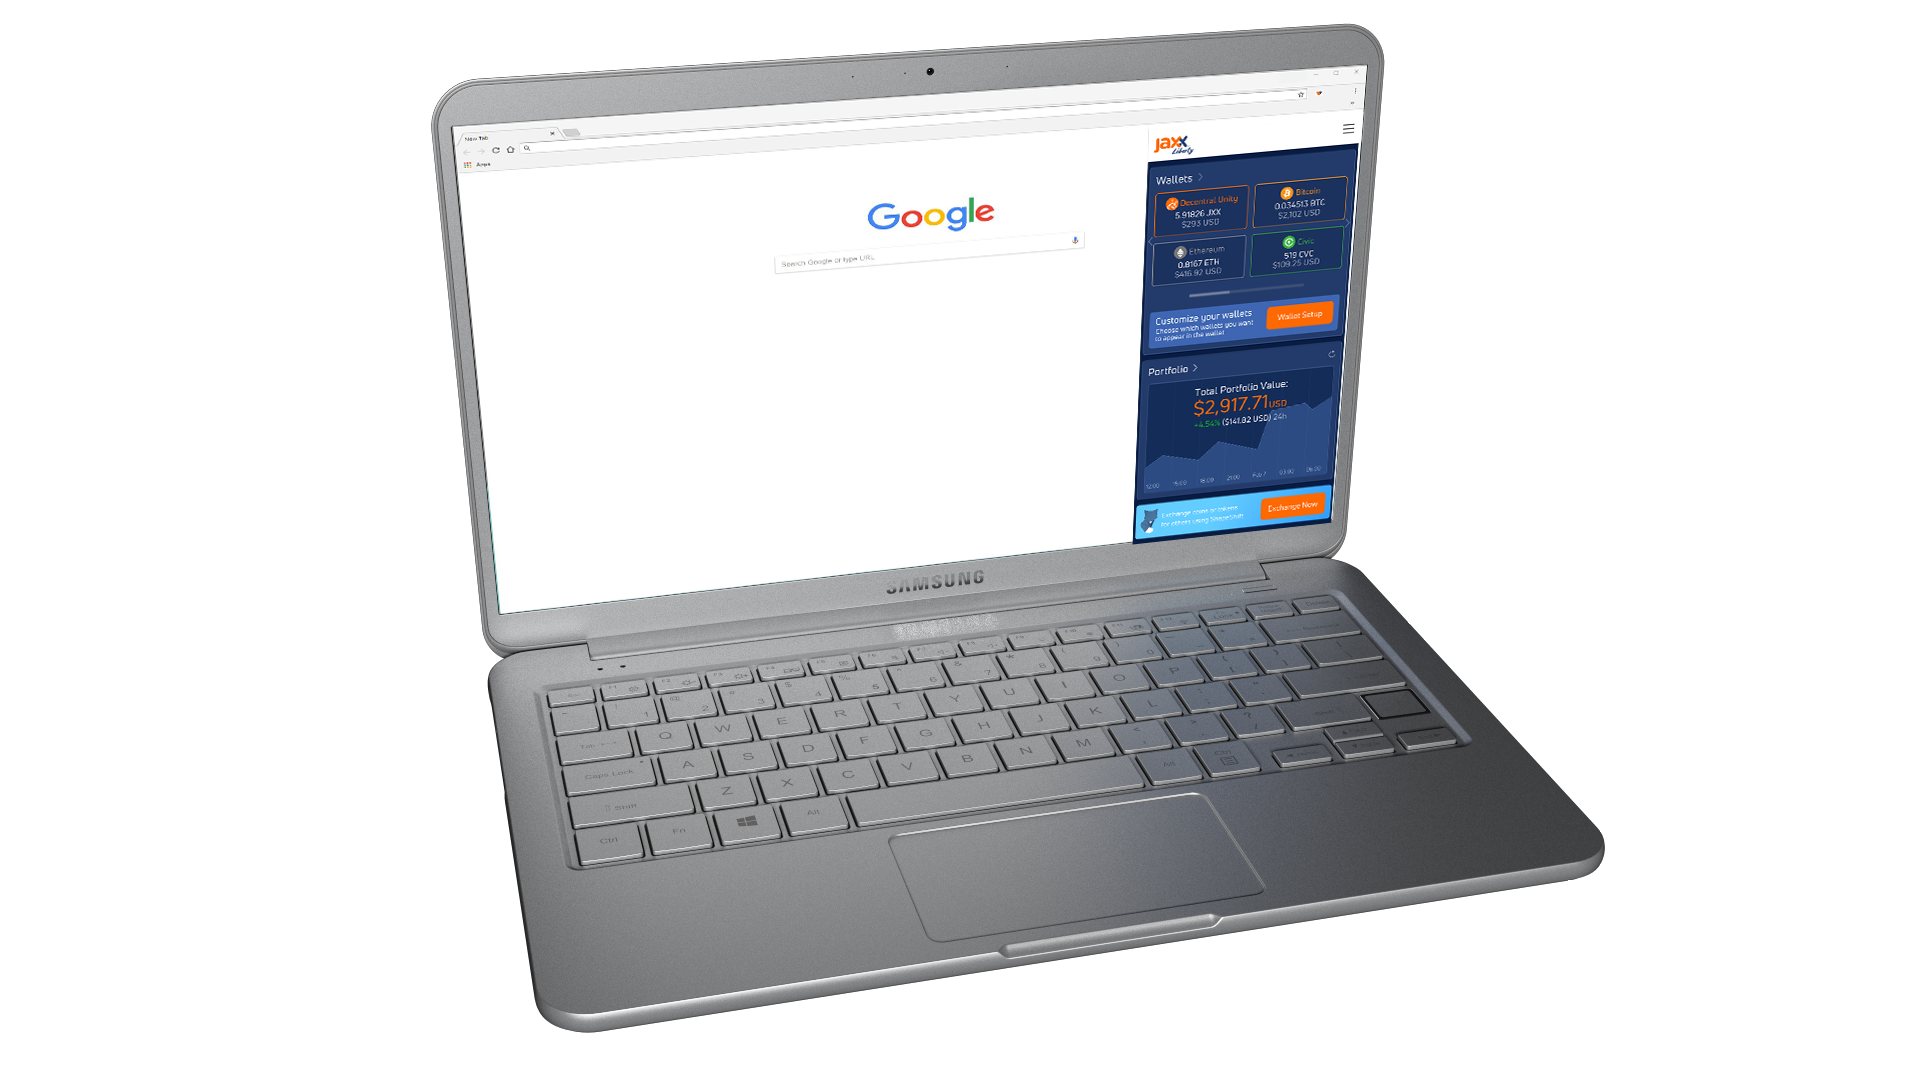 New Tab
Apps
Google
Search Google or type URL
jaxx
Liberty
Wallets
Decentral Unity
5.91826 JXX
$293 USD
Bitcoin
0.034513 BTC
$2,102 USD
Ethereum
0.8167 ETH
$416.92 USD
Civic
519 CVC
$109.25 USD
Customize your wallets
Choose which wallets you want
to appear in the wallet
Wallet Setup
Portfolio
Total Portfolio Value:
$2,917.71 USD
+4.54% ($141.82 USD) 24h
12:00 15:00 18:00 21:00 Feb 7 03:00 06:00
Exchange coins or tokens
for others using ShapeShift
Exchange Now
SAMSUNG
Q W E R T Y U I O P
Caps Lock A S D F G H J K L
Shift Z X C V B N M
Ctrl Fn Alt Alt Ctrl